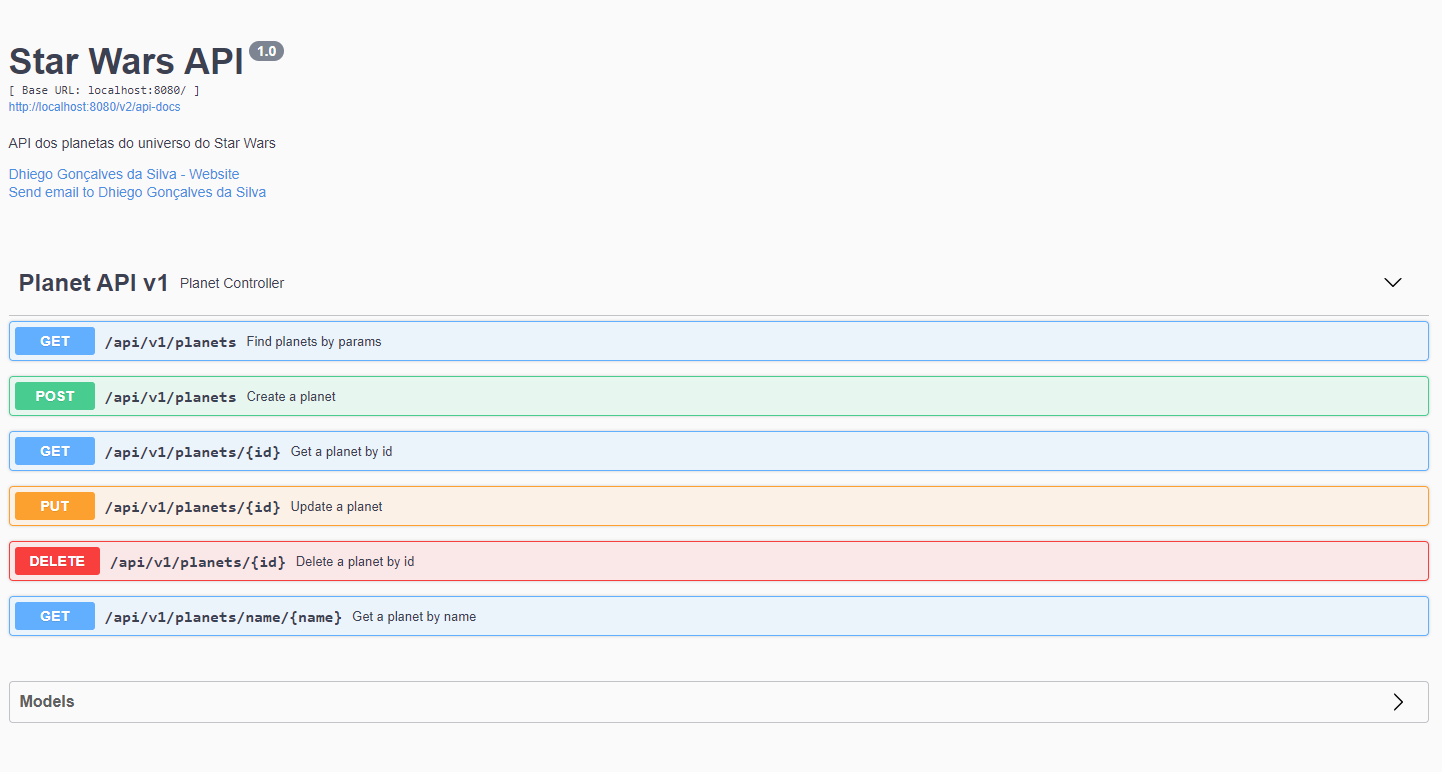 Star Wars API 1.0
[ Base URL: localhost:8080/ ]
http://localhost:8080/v2/api-docs
API dos planetas do universo do Star Wars
Dhiego Gonçalves da Silva - Website
Send email to Dhiego Gonçalves da Silva
Planet API v1 Planet Controller
GET /api/v1/planets Find planets by params
POST /api/v1/planets Create a planet
GET /api/v1/planets/{id} Get a planet by id
PUT /api/v1/planets/{id} Update a planet
DELETE /api/v1/planets/{id} Delete a planet by id
GET /api/v1/planets/name/{name} Get a planet by name
Models